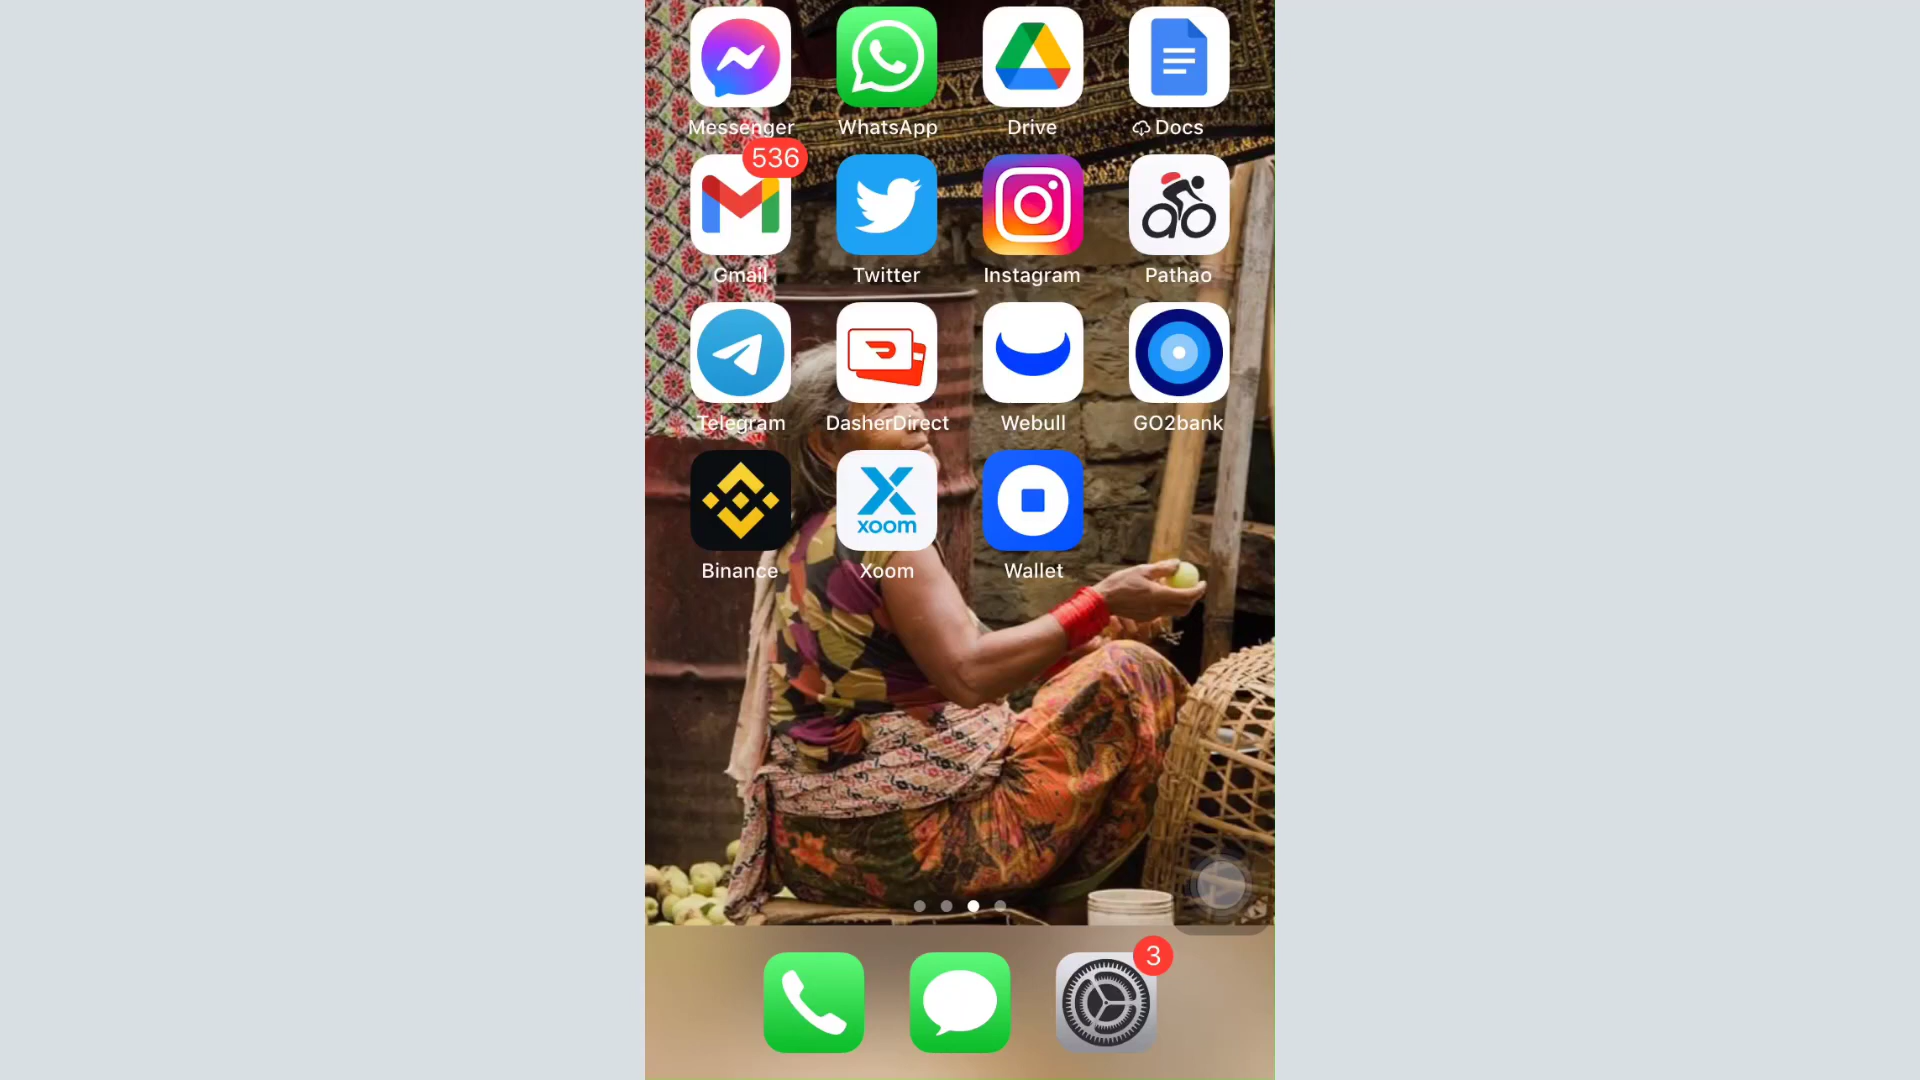 Messenger WhatsApp Drive Docs
536
Gmail Twitter Instagram Pathao
Telegram DasherDirect Webull GO2bank
xoom
Binance Xoom Wallet
3